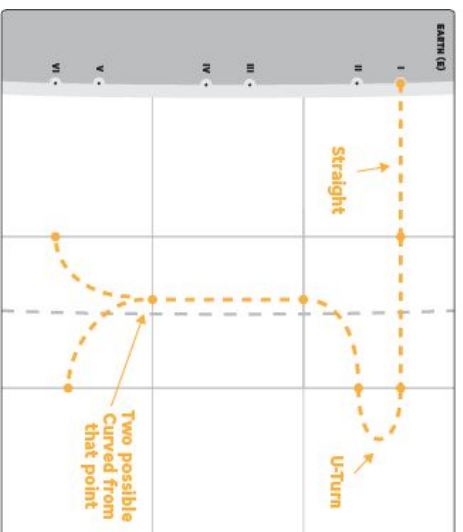 EARTH (E)
I
II
III
IV
V
VI
Straight
U-Turn
Two possible
Curved from
that point